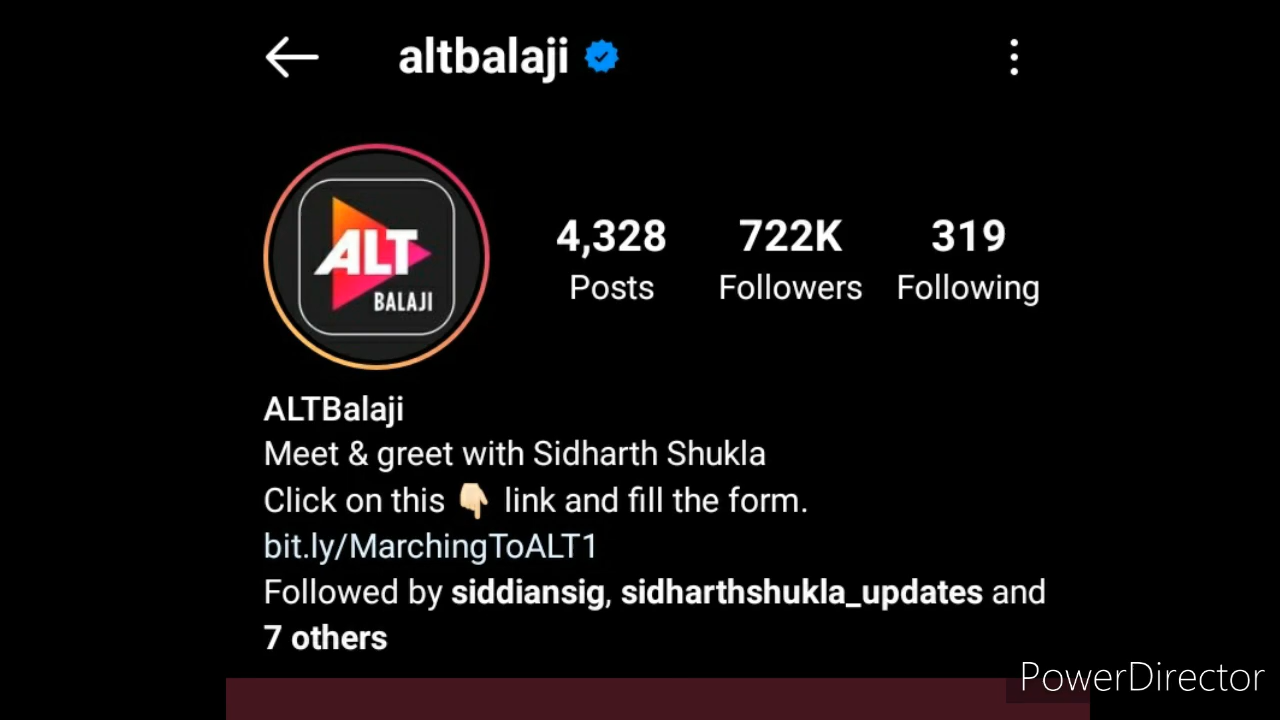 altbalaji
ALT
BALAJI
4,328 722K 319
Posts Followers Following
ALTBalaji
Meet & greet with Sidharth Shukla
Click on this 👇🏻 link and fill the form.
bit.ly/MarchingToALT1
Followed by siddiansig, sidharthshukla_updates and
7 others
PowerDirector